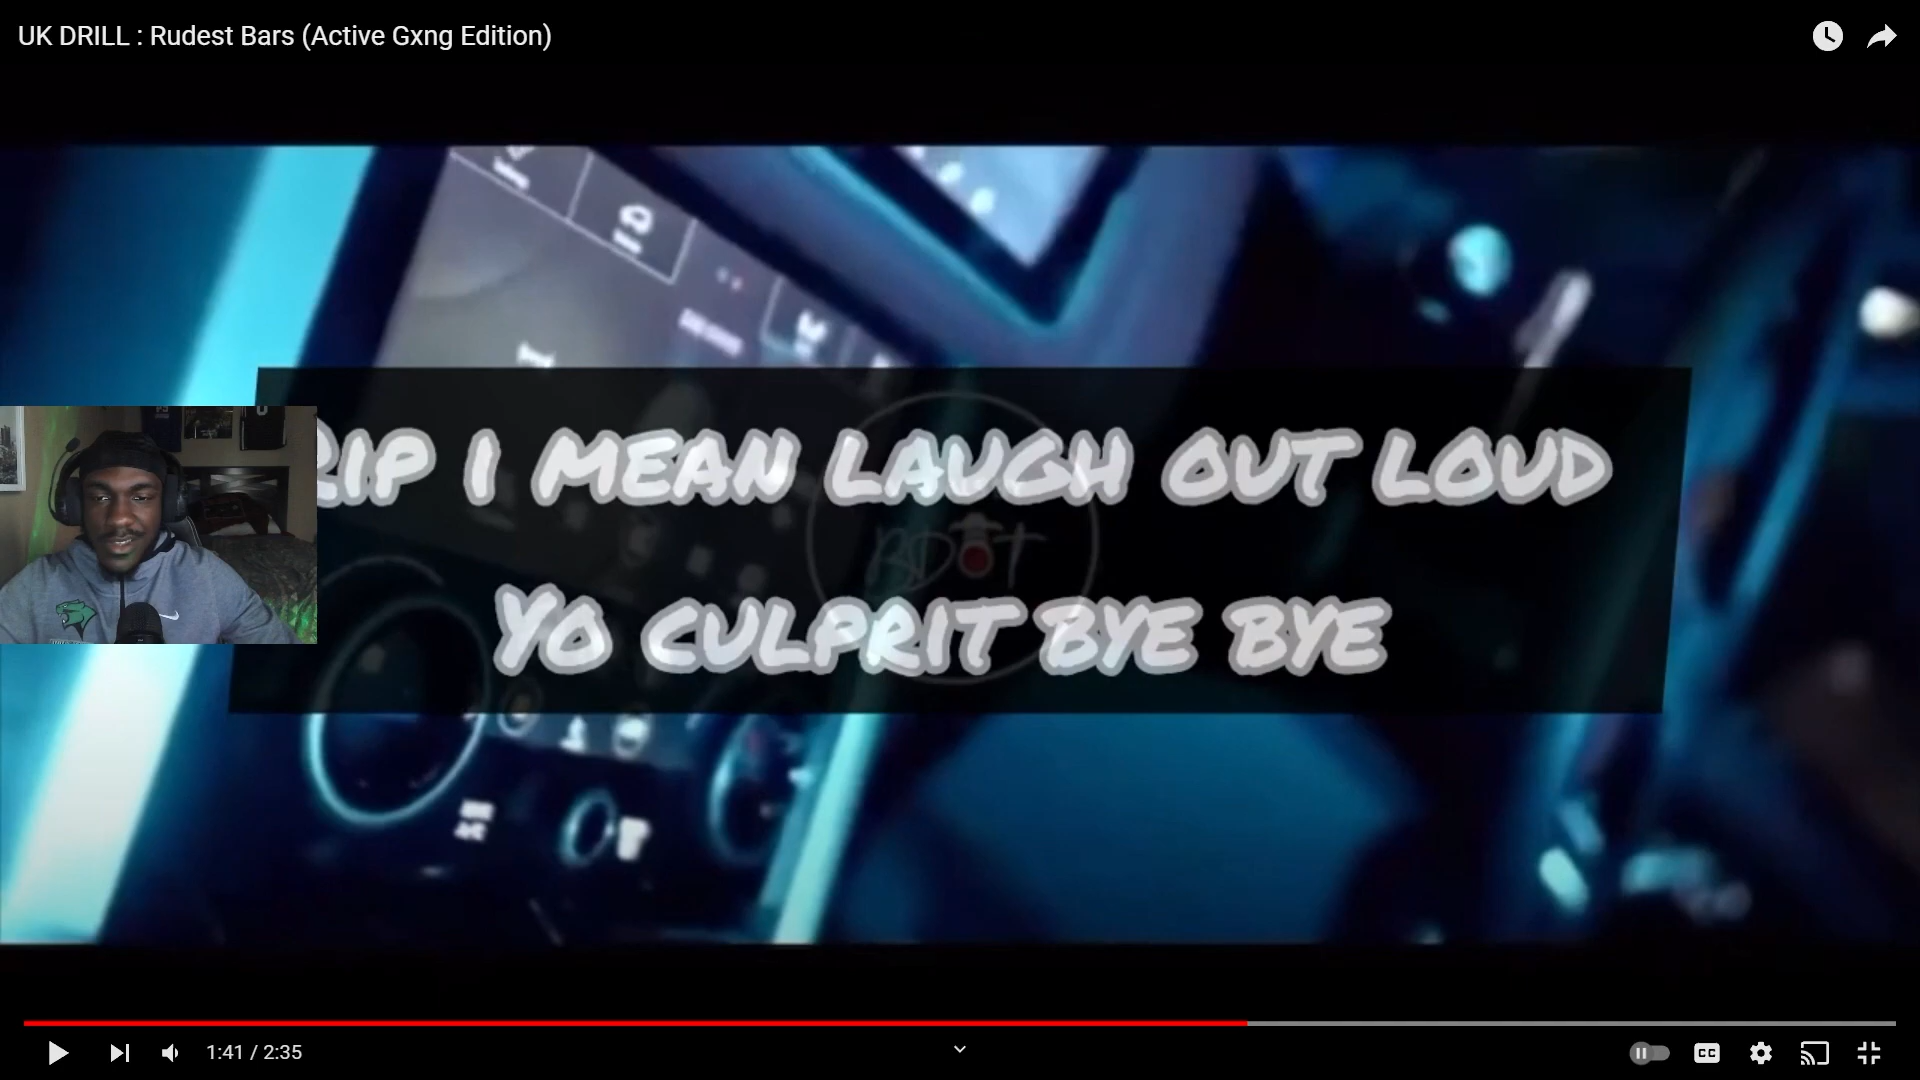 UK DRILL : Rudest Bars (Active Gxng Edition)
RIP I MEAN LAUGH OUT LOUD
YO CULPRIT BYE BYE
1:41 / 2:35
CC